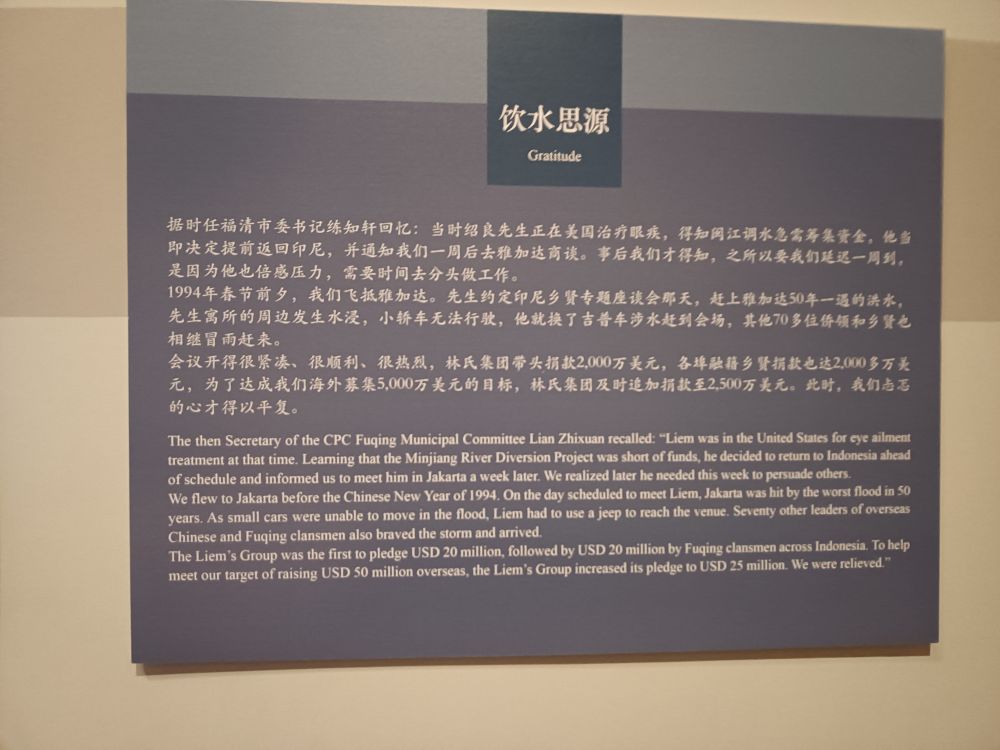 饮水思源
Gratitude
据时任福清市委书记练知轩回忆：当时绍良先生正在美国治疗眼疾，得知闽江调水急需筹集资金，他当
即决定提前返回印尼，并通知我们一周后去雅加达商谈。事后我们才得知，之所以要我们延迟一周到，
是因为他也倍感压力，需要时间去分头做工作。
1994年春节前夕，我们飞抵雅加达。先生约定印尼乡贤专题座谈会那天，赶上雅加达50年一遇的洪水，
先生寓所的周边发生水浸，小轿车无法行驶，他就换了吉普车涉水赶到会场，其他70多位侨领和乡贤也
相继冒雨赶来。
会议开得很紧凑、很顺利、很热烈，林氏集团带头捐款2,000万美元，各埠融籍乡贤捐款也达2,000多万美
元，为了达成我们海外募集5,000万美元的目标，林氏集团及时追加捐款至2,500万美元。此时，我们忐忑
的心才得以平复。
The then Secretary of the CPC Fuqing Municipal Committee Lian Zhixuan recalled: “Liem was in the United States for eye ailment
treatment at that time. Learning that the Minjiang River Diversion Project was short of funds, he decided to return to Indonesia ahead
of schedule and informed us to meet him in Jakarta a week later. We realized later he needed this week to persuade others.
We flew to Jakarta before the Chinese New Year of 1994. On the day scheduled to meet Liem, Jakarta was hit by the worst flood in 50
years. As small cars were unable to move in the flood, Liem had to use a jeep to reach the venue. Seventy other leaders of overseas
Chinese and Fuqing clansmen also braved the storm and arrived.
The Liem’s Group was the first to pledge USD 20 million, followed by USD 20 million by Fuqing clansmen across Indonesia. To help
meet our target of raising USD 50 million overseas, the Liem’s Group increased its pledge to USD 25 million. We were relieved.”